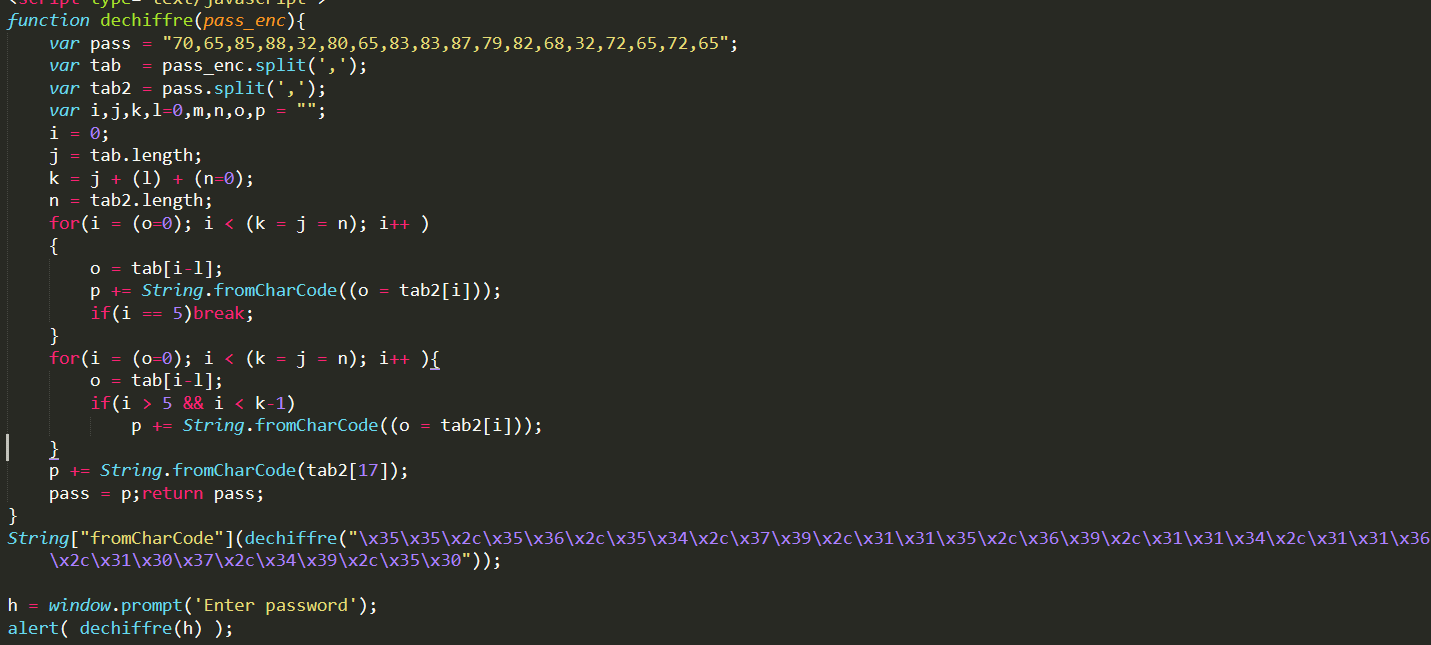 <script type="text/javascript">
function dechiffre(pass_enc){
    var pass = "70,65,85,88,32,80,65,83,83,87,79,82,68,32,72,65,72,65";
    var tab  = pass_enc.split(',');
    var tab2 = pass.split(',');
    var i,j,k,l=0,m,n,o,p = "";
    i = 0;
    j = tab.length;
    k = j + (l) + (n=0);
    n = tab2.length;
    for(i = (o=0); i < (k = j = n); i++ )
    {
        o = tab[i-l];
        p += String.fromCharCode((o = tab2[i]));
        if(i == 5)break;
    }
    for(i = (o=0); i < (k = j = n); i++ ){
        o = tab[i-l];
        if(i > 5 && i < k-1)
            p += String.fromCharCode((o = tab2[i]));
    }
    p += String.fromCharCode(tab2[17]);
    pass = p;return pass;
}
String["fromCharCode"](dechiffre("\x35\x35\x2c\x35\x36\x2c\x35\x34\x2c\x37\x39\x2c\x31\x31\x35\x2c\x36\x39\x2c\x31\x31\x34\x2c\x31\x31\x36
    \x2c\x31\x30\x37\x2c\x34\x39\x2c\x35\x30"));
h = window.prompt('Enter password');
alert( dechiffre(h) );